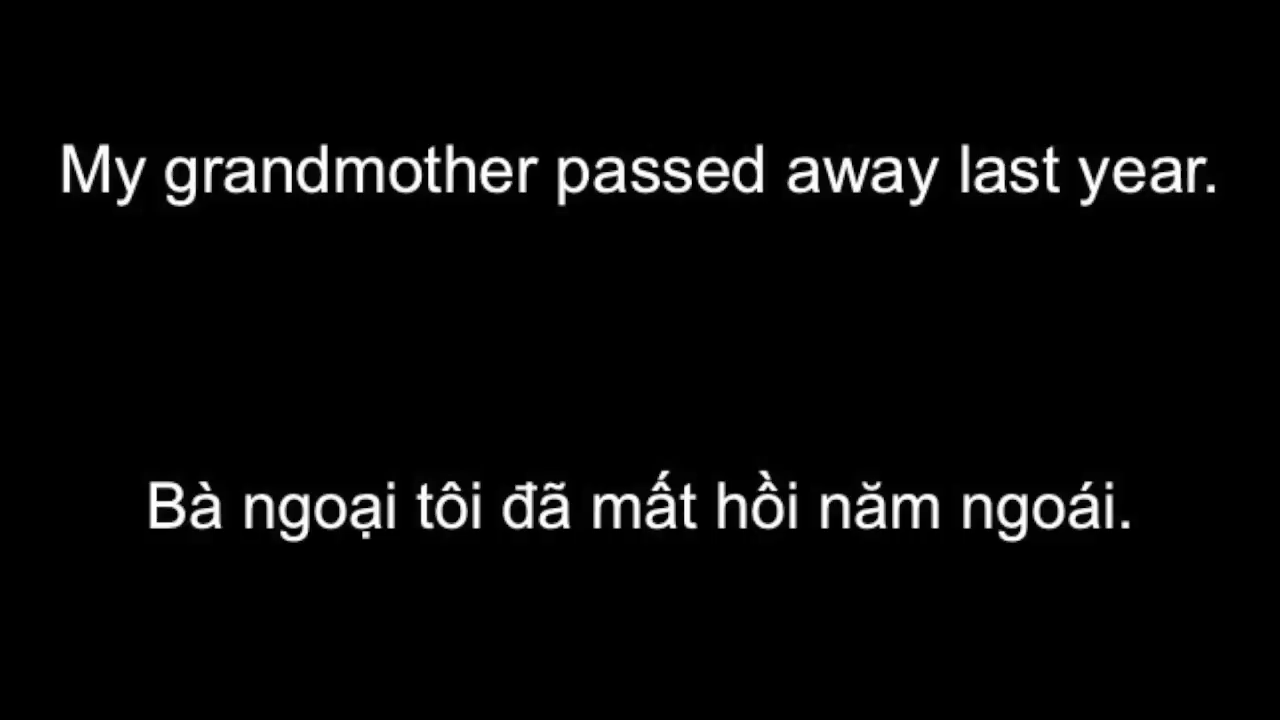 My grandmother passed away last year.
Bà ngoại tôi đã mất hồi năm ngoái.